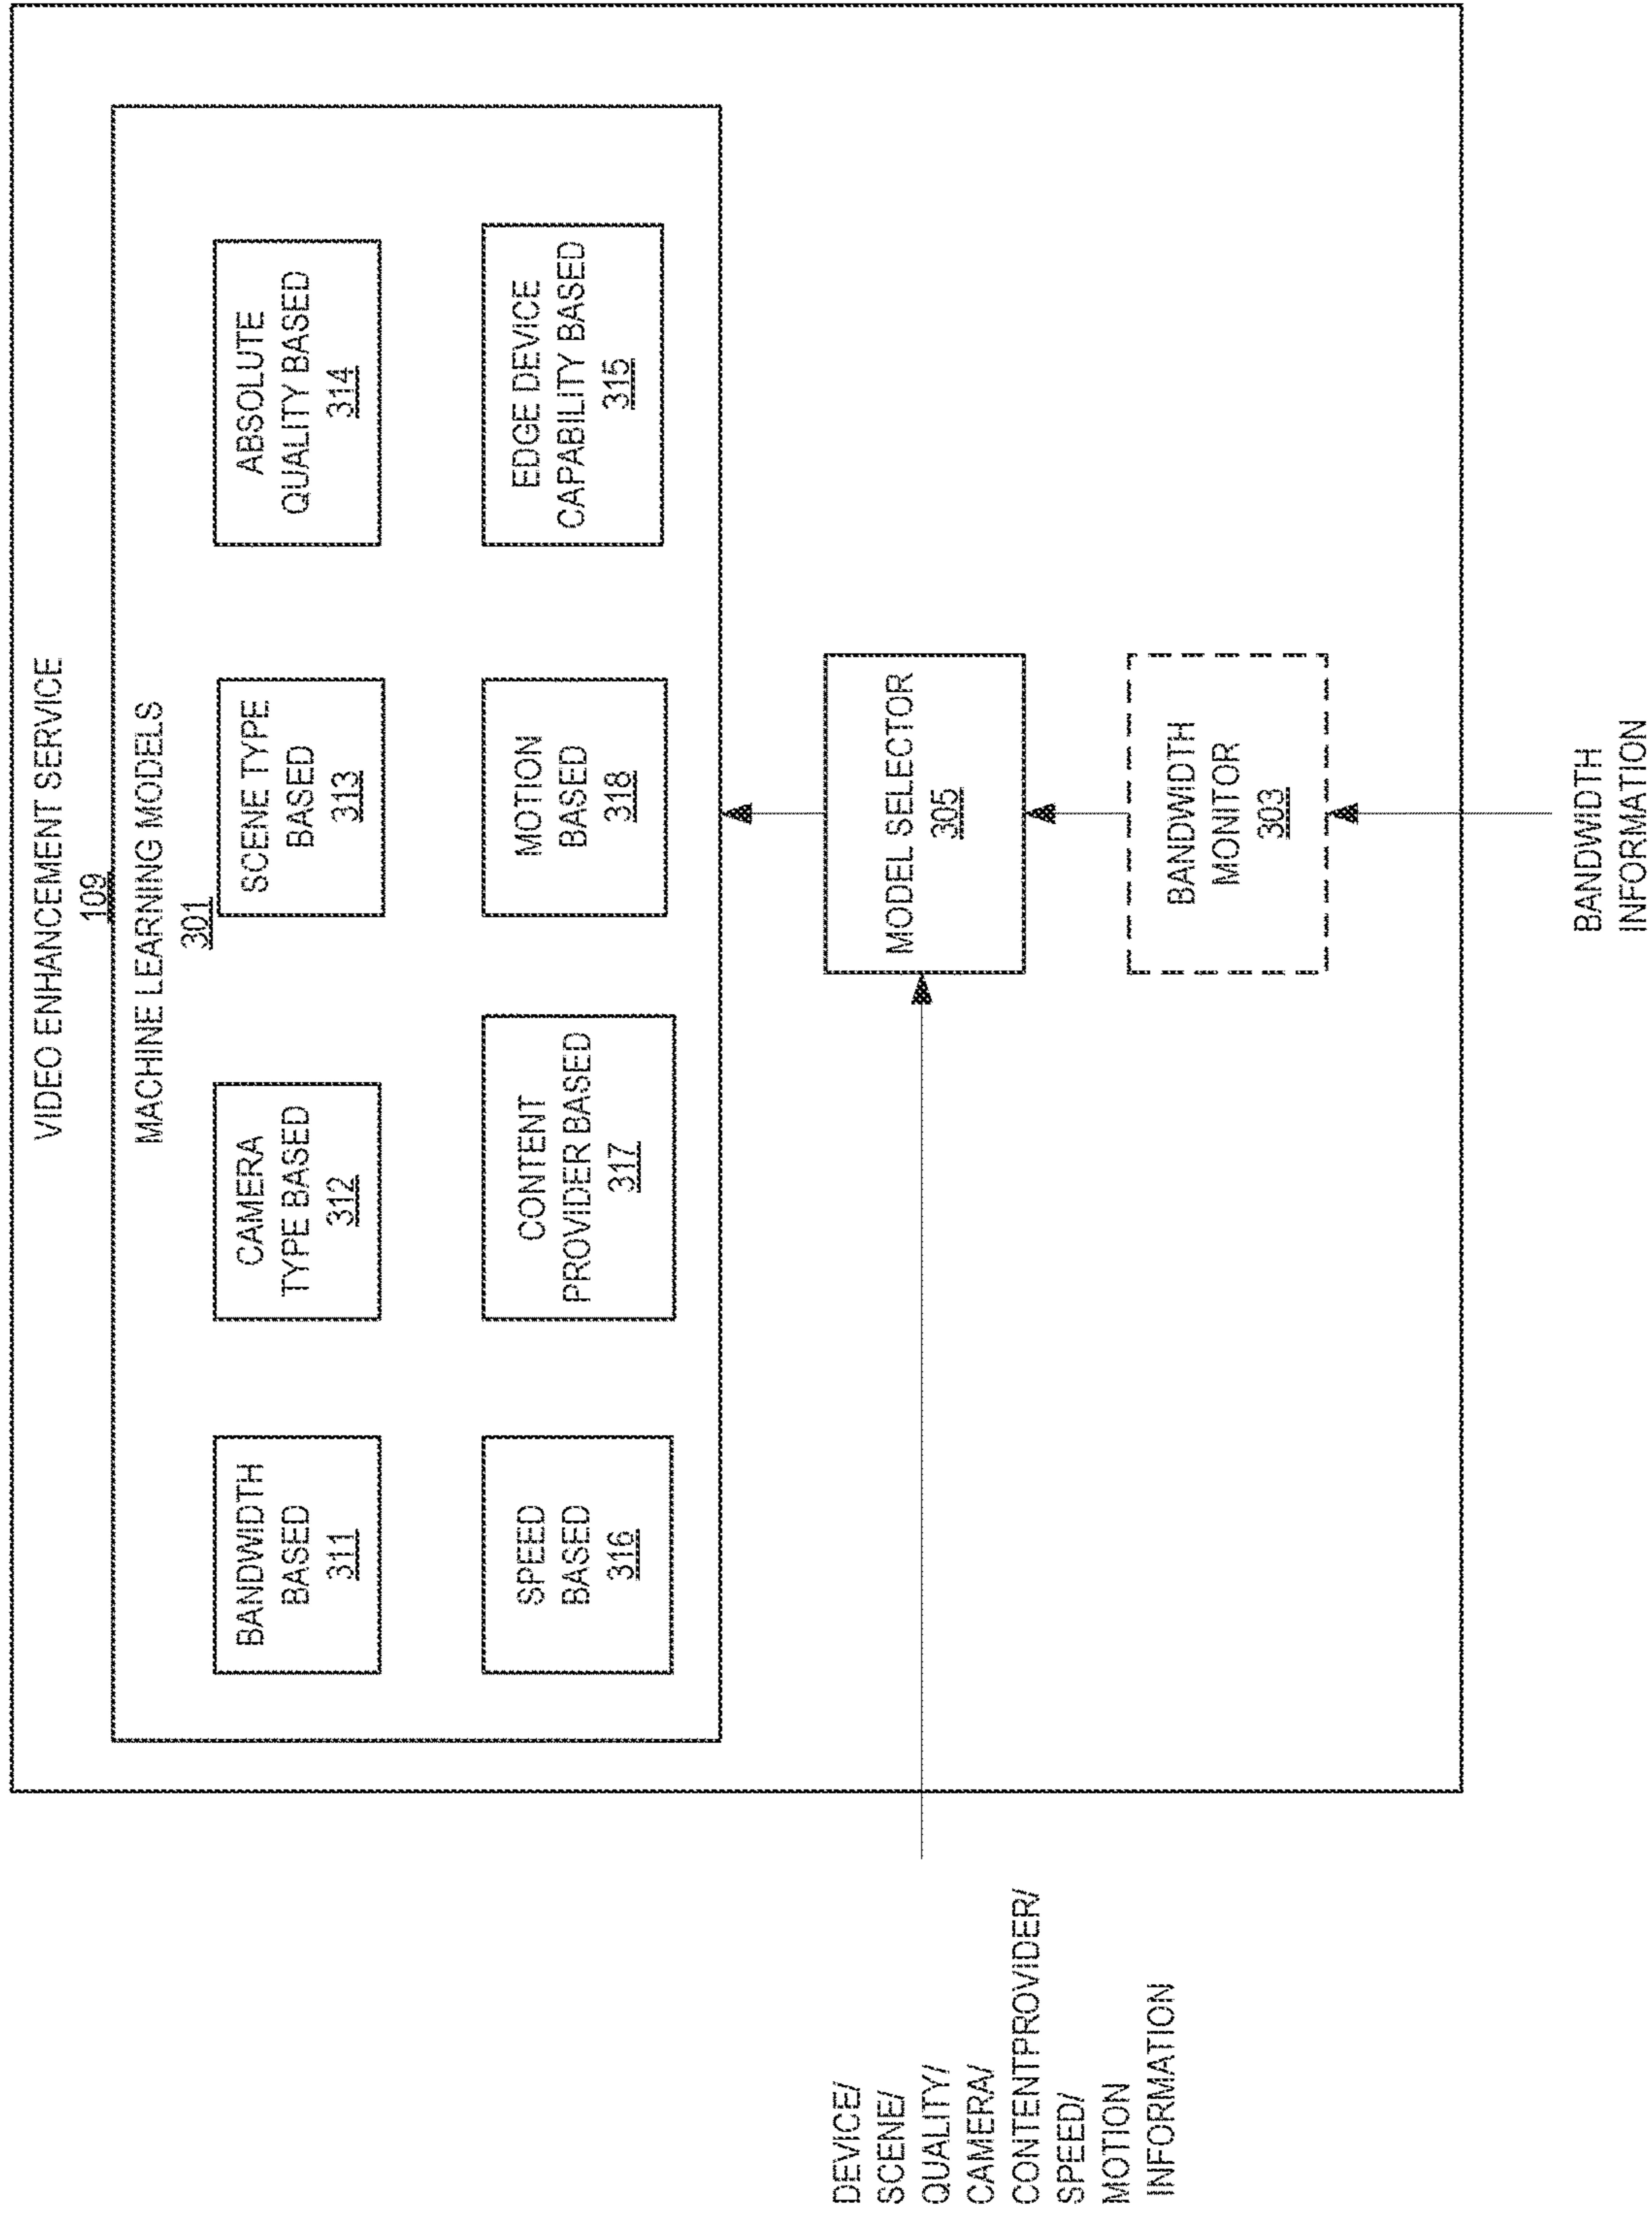 VIDEO ENHANCEMENT SERVICE
109
MACHINE LEARNING MODELS
301
BANDWIDTH
BASED
311
CAMERA
TYPE BASED
312
SCENE TYPE
BASED
313
ABSOLUTE
QUALITY BASED
314
SPEED
BASED
316
CONTENT
PROVIDER BASED
317
MOTION
BASED
318
EDGE DEVICE
CAPABILITY BASED
315
DEVICE/
SCENE/
QUALITY/
CAMERA/
CONTENTPROVIDER/
SPEED/
MOTION
INFORMATION
MODEL SELECTOR
305
BANDWIDTH
MONITOR
303
BANDWIDTH
INFORMATION